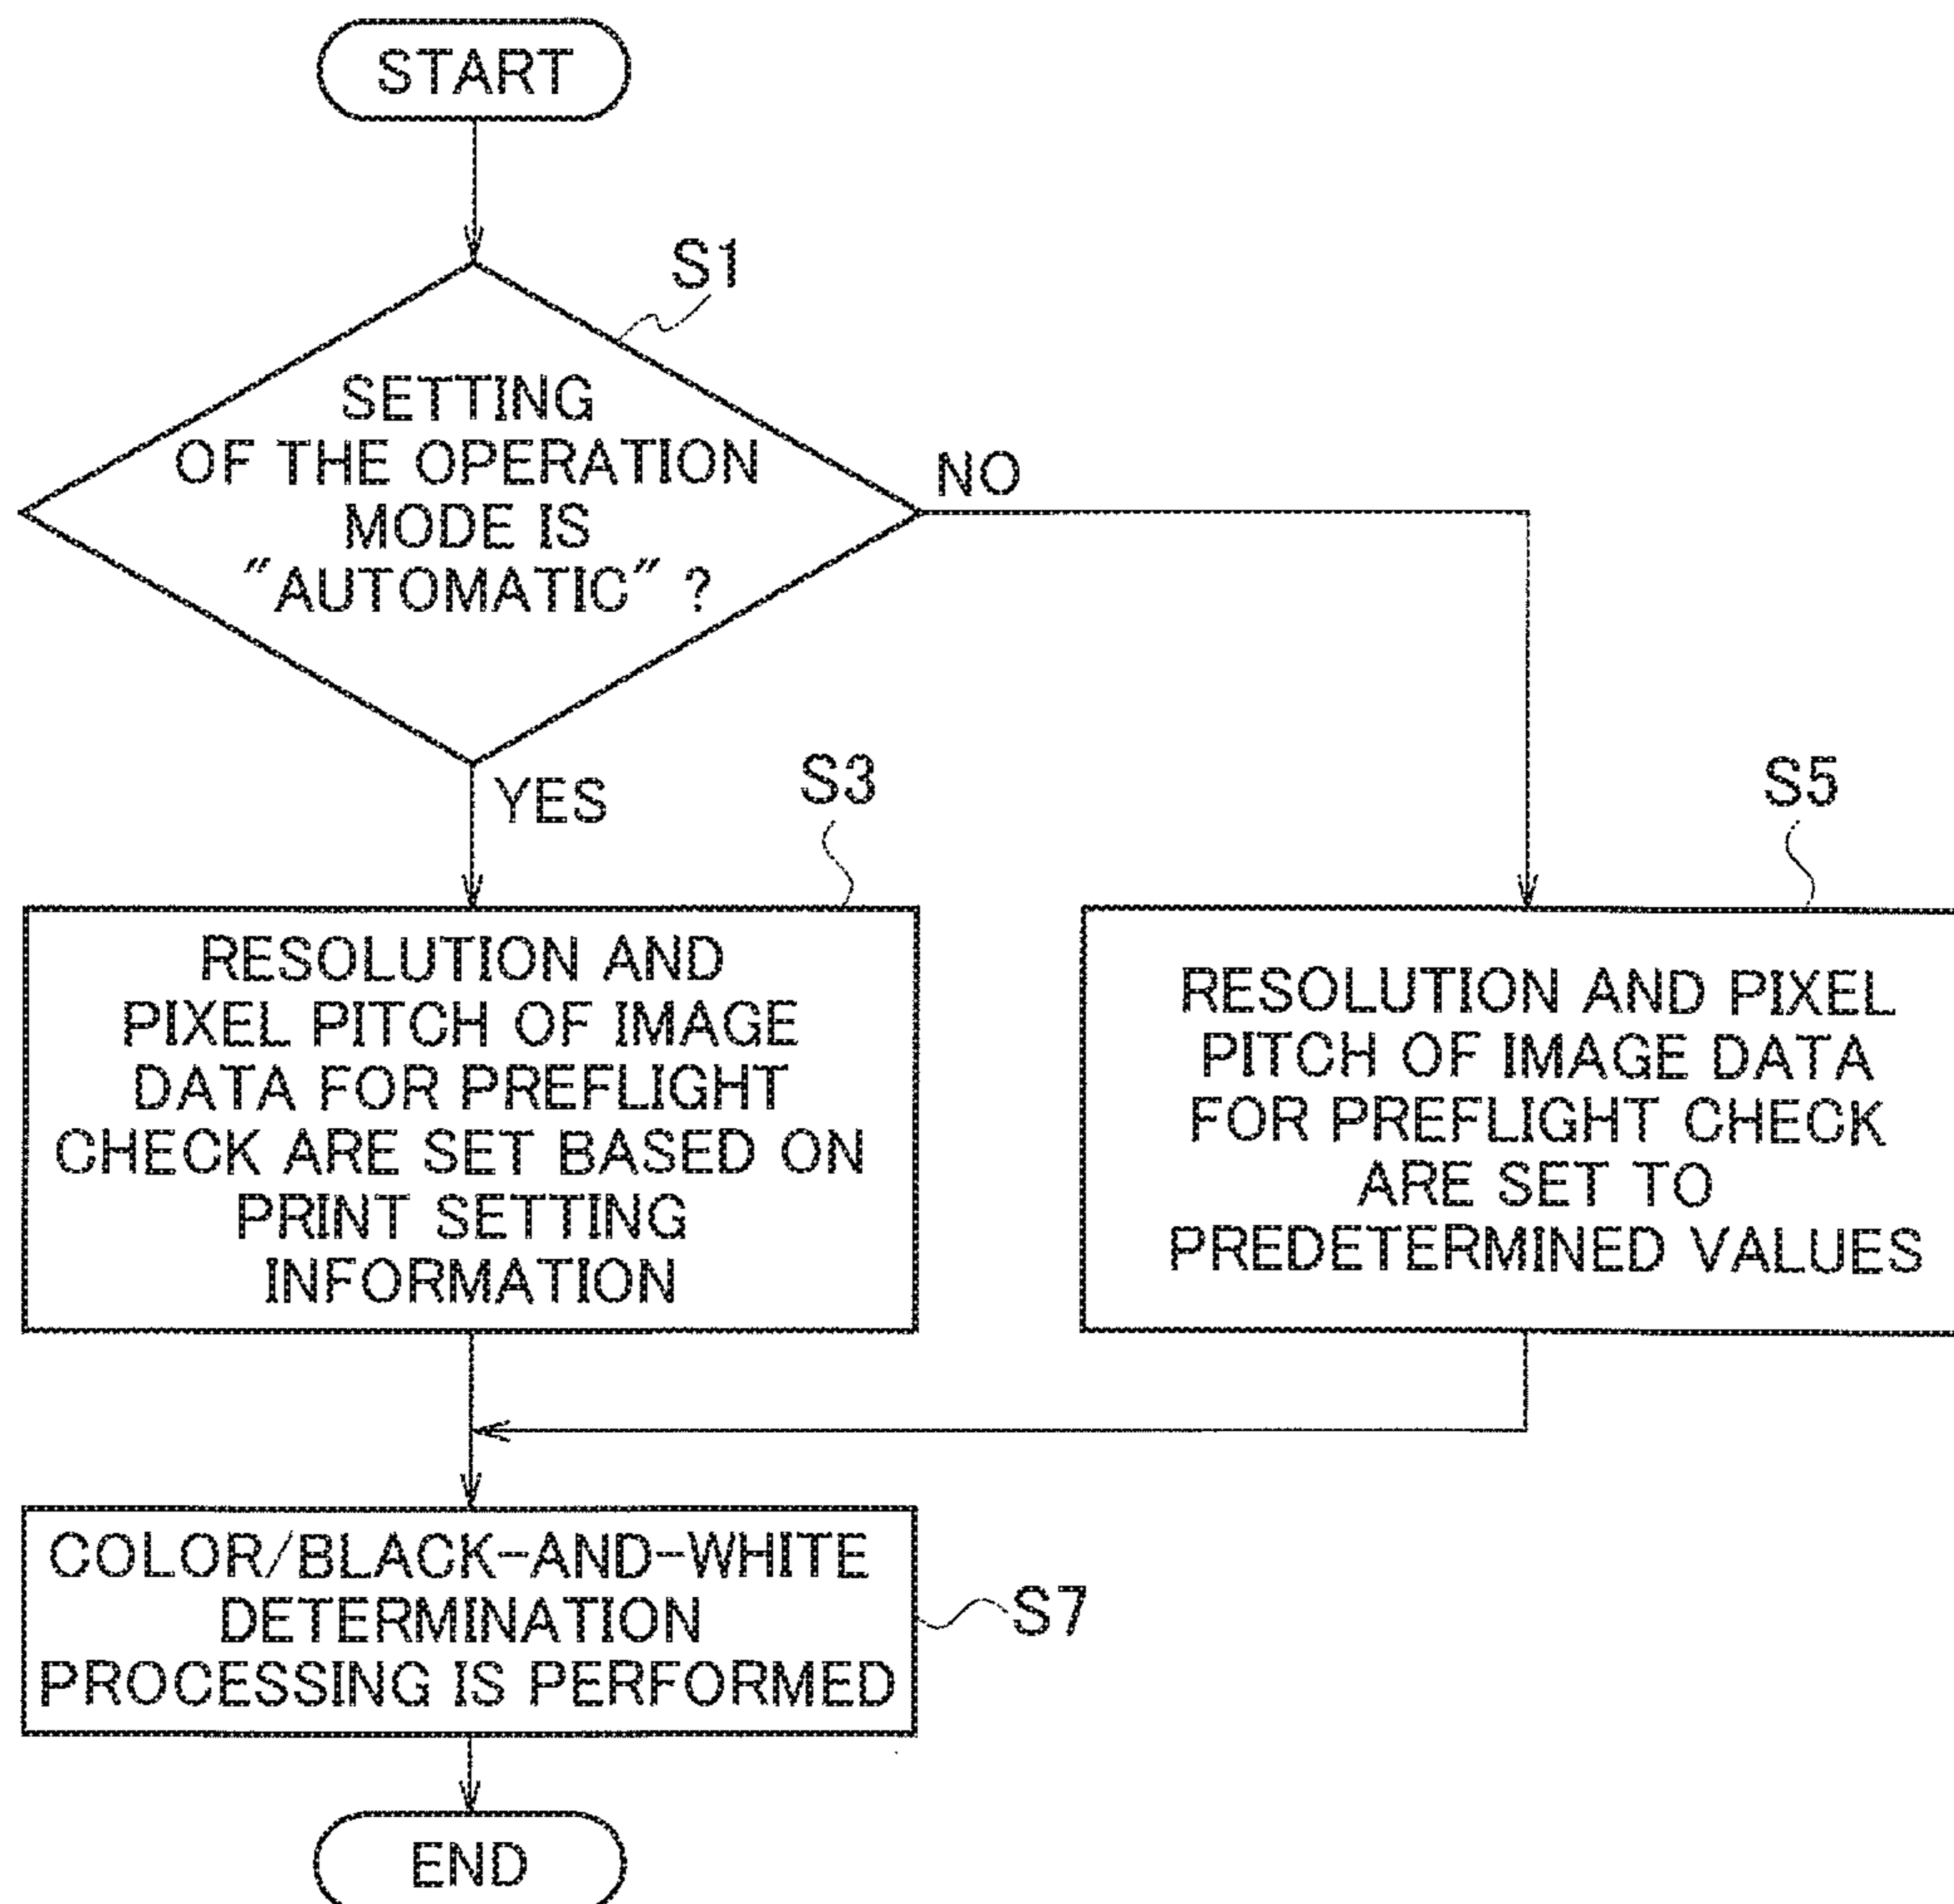 START
S1
SETTING
OF THE OPERATION
MODE IS
"AUTOMATIC" ?
NO
YES
S3
RESOLUTION AND
PIXEL PITCH OF IMAGE
DATA FOR PREFLIGHT
CHECK ARE SET BASED ON
PRINT SETTING
INFORMATION
S5
RESOLUTION AND PIXEL
PITCH OF IMAGE DATA
FOR PREFLIGHT CHECK
ARE SET TO
PREDETERMINED VALUES
COLOR/BLACK-AND-WHITE
DETERMINATION
PROCESSING IS PERFORMED
S7
END